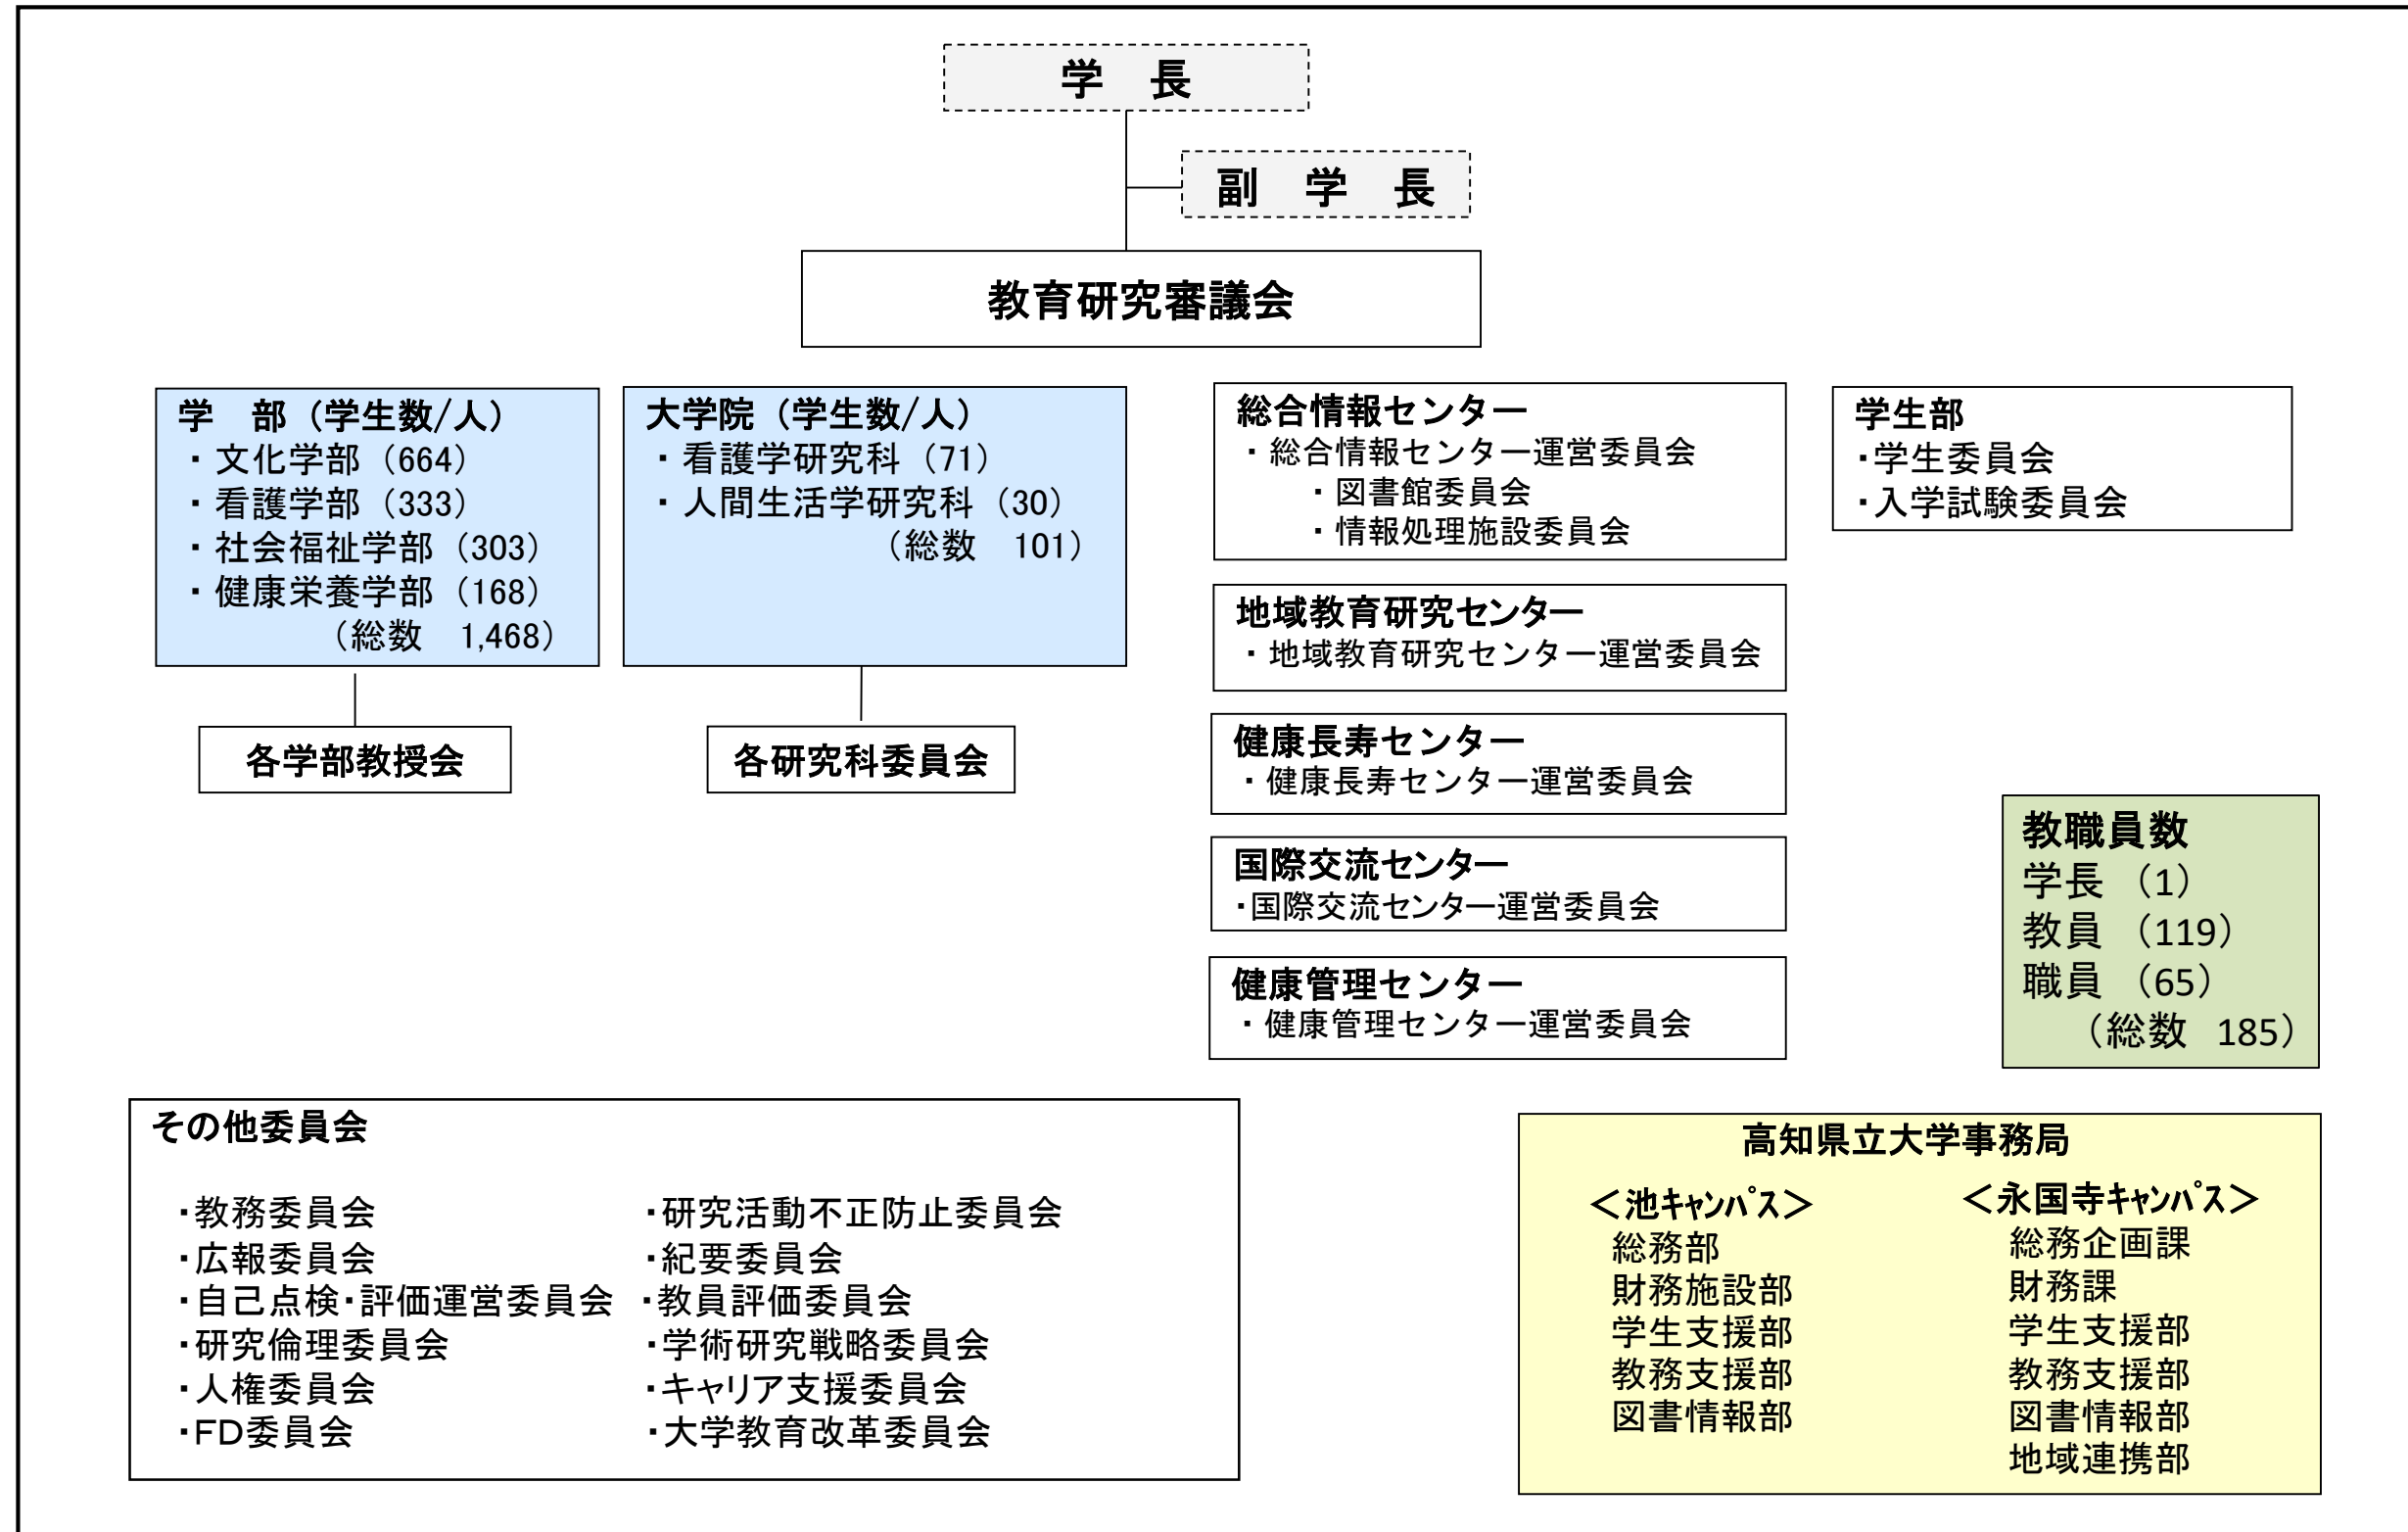 学　長
副　学　長
教育研究審議会
学　部（学生数/人）
・文化学部（664）
・看護学部（333）
・社会福祉学部（303）
・健康栄養学部（168）
（総数　1,468）
各学部教授会
大学院（学生数/人）
・看護学研究科（71）
・人間生活学研究科（30）
（総数　101）
各研究科委員会
総合情報センター
・総合情報センター運営委員会
・図書館委員会
・情報処理施設委員会
地域教育研究センター
・地域教育研究センター運営委員会
健康長寿センター
・健康長寿センター運営委員会
国際交流センター
・国際交流センター運営委員会
健康管理センター
・健康管理センター運営委員会
学生部
・学生委員会
・入学試験委員会
教職員数
学長　（1）
教員　（119）
職員　（65）
（総数　185）
その他委員会
・教務委員会
・広報委員会
・自己点検・評価運営委員会
・研究倫理委員会
・人権委員会
・FD委員会
・研究活動不正防止委員会
・紀要委員会
・教員評価委員会
・学術研究戦略委員会
・キャリア支援委員会
・大学教育改革委員会
高知県立大学事務局
＜池ｷｬﾝﾊﾟｽ＞
総務部
財務施設部
学生支援部
教務支援部
図書情報部
＜永国寺ｷｬﾝﾊﾟｽ＞
総務企画課
財務課
学生支援部
教務支援部
図書情報部
地域連携部